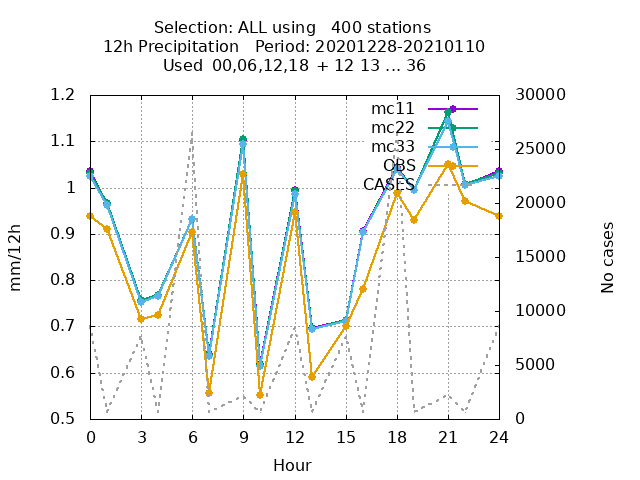 Selection: ALL using   400 stations
12h Precipitation   Period: 20201228-20210110
Used  00,06,12,18  + 12 13 ... 36
1.2
1.1
1
0.9
0.8
0.7
0.6
0.5
30000
25000
20000
15000
10000
5000
0
mc11
mc22
mc33
OBS
CASES
mm/12h
No cases
0 3 6 9 12 15 18 21 24
Hour